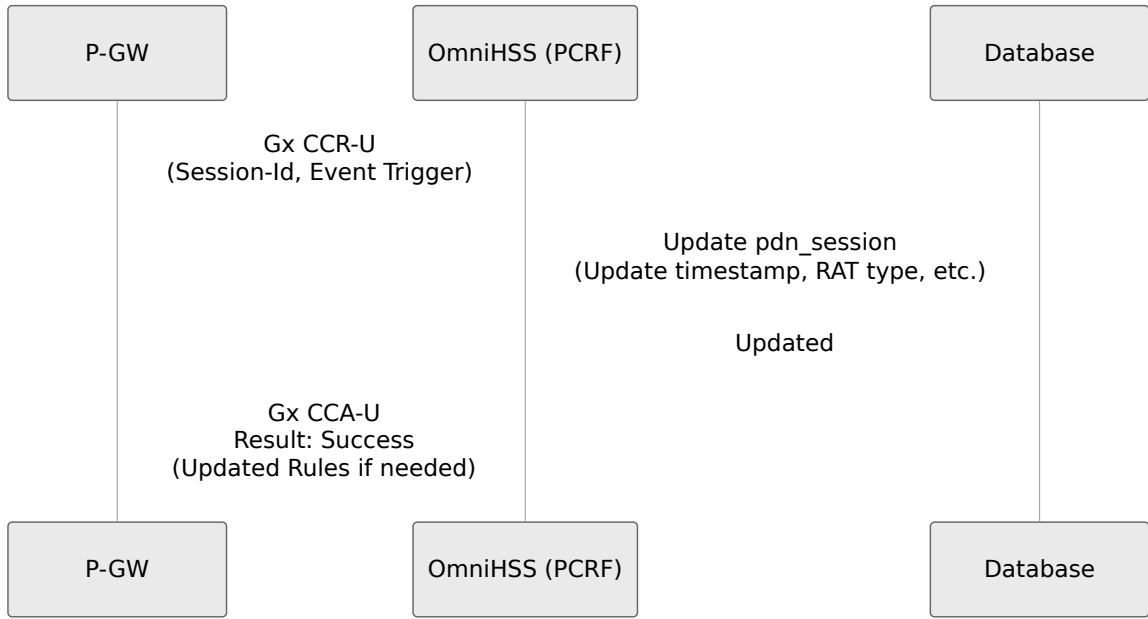 P-GW
OmniHSS (PCRF)
Database
Gx CCR-U
(Session-Id, Event Trigger)
Update pdn_session
(Update timestamp, RAT type, etc.)
Updated
Gx CCA-U
Result: Success
(Updated Rules if needed)
P-GW
OmniHSS (PCRF)
Database